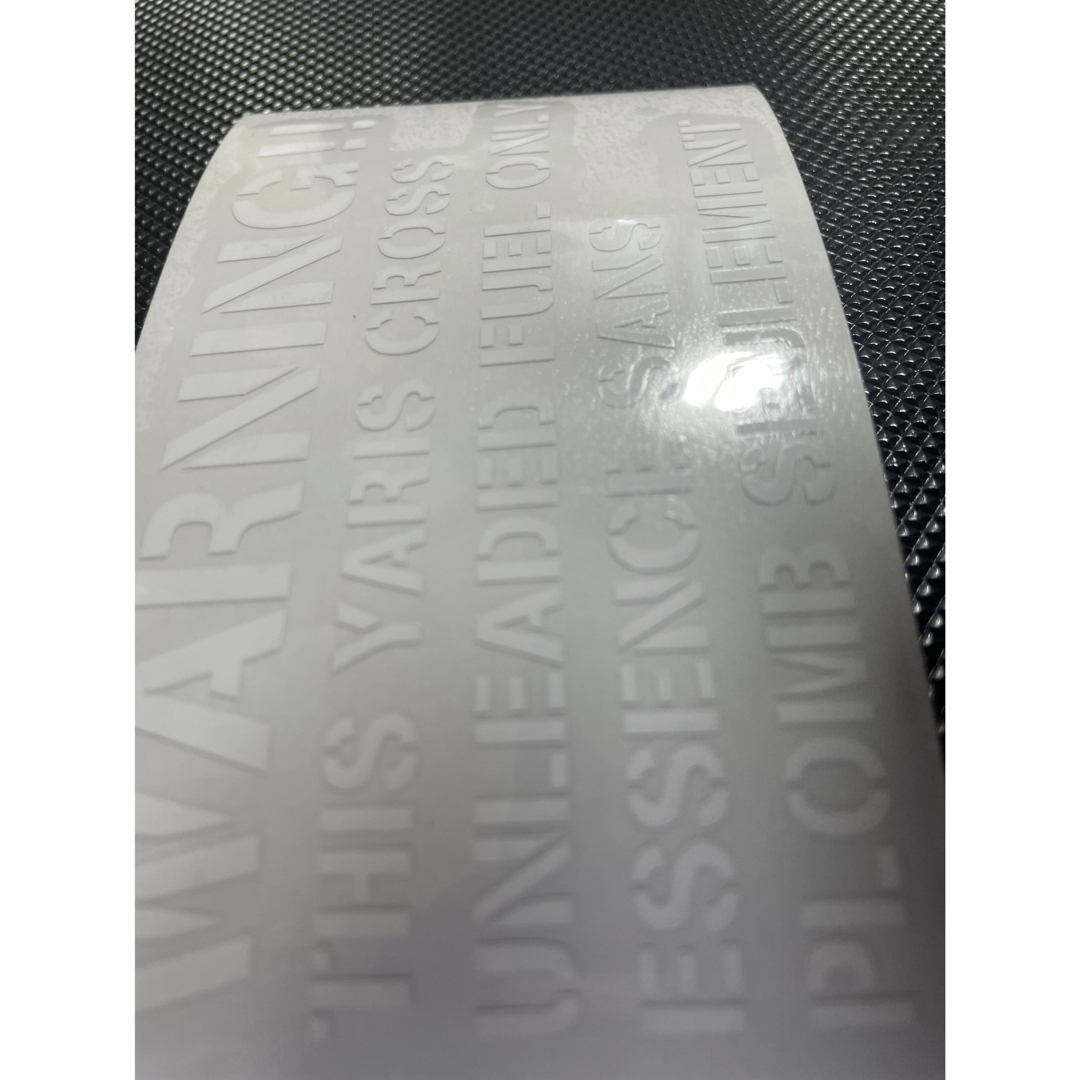 WARNING!!
THIS YARIS CROSS
UNLEADED FUEL ONLY
ESSENCE SANS
PLOMB SEULEMENT